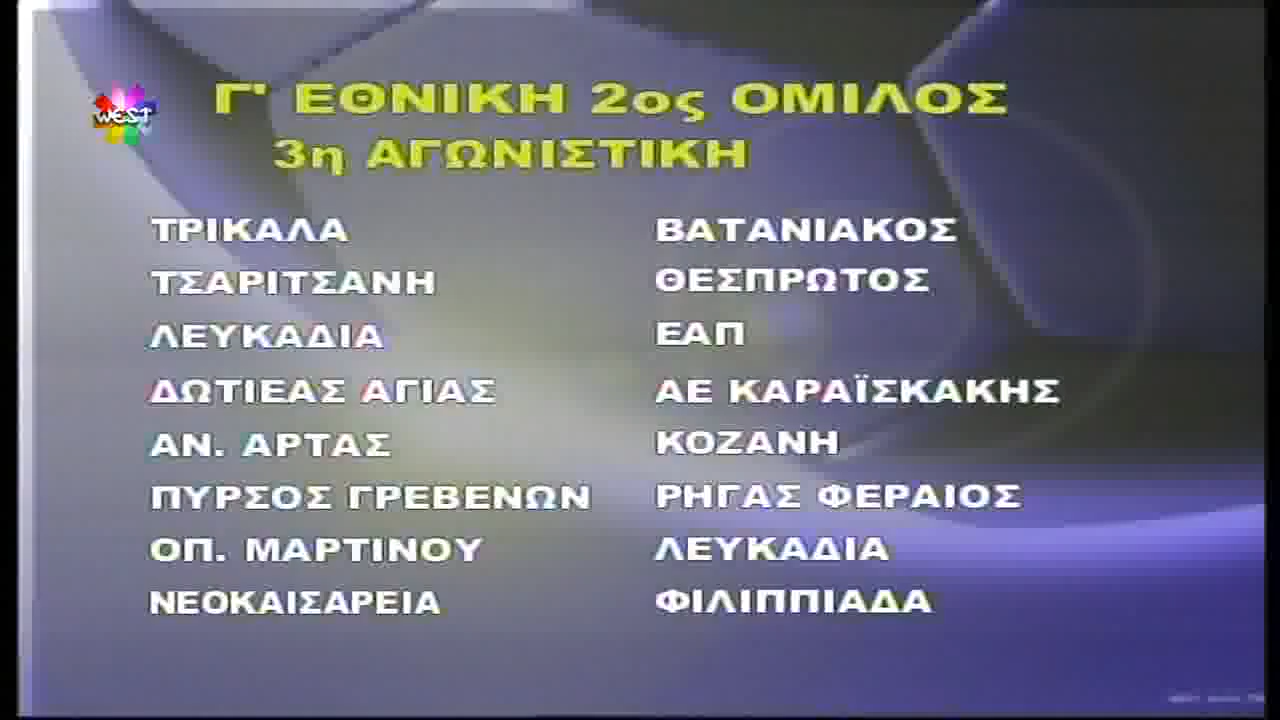 WEST
Γ' ΕΘΝΙΚΗ 2ος ΟΜΙΛΟΣ
3η ΑΓΩΝΙΣΤΙΚΗ
ΤΡΙΚΑΛΑ ΒΑΤΑΝΙΑΚΟΣ
ΤΣΑΡΙΤΣΑΝΗ ΘΕΣΠΡΩΤΟΣ
ΛΕΥΚΑΔΙΑ ΕΑΠ
ΔΩΤΙΕΑΣ ΑΓΙΑΣ ΑΕ ΚΑΡΑΪΣΚΑΚΗΣ
ΑΝ. ΑΡΤΑΣ ΚΟΖΑΝΗ
ΠΥΡΣΟΣ ΓΡΕΒΕΝΩΝ ΡΗΓΑΣ ΦΕΡΑΙΟΣ
ΟΠ. ΜΑΡΤΙΝΟΥ ΛΕΥΚΑΔΙΑ
ΝΕΟΚΑΙΣΑΡΕΙΑ ΦΙΛΙΠΠΙΑΔΑ